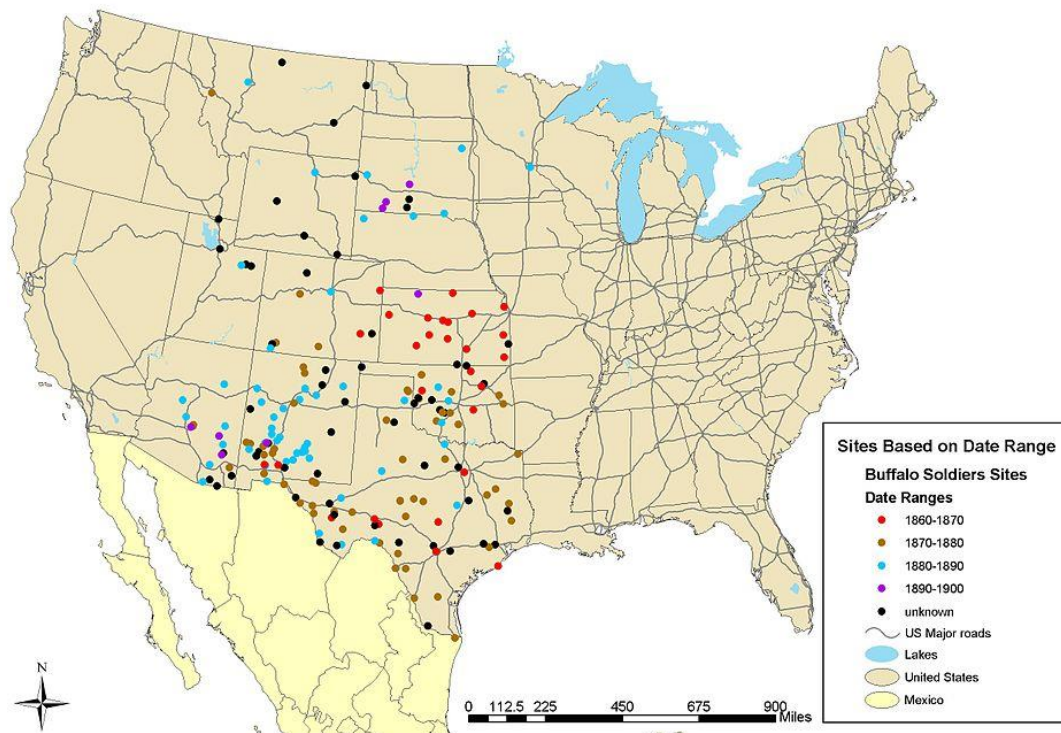 Sites Based on Date Range
Buffalo Soldiers Sites
Date Ranges
1860-1870
1870-1880
1880-1890
1890-1900
unknown
US Major roads
Lakes
United States
Mexico
N
0 112.5 225 450 675 900
Miles